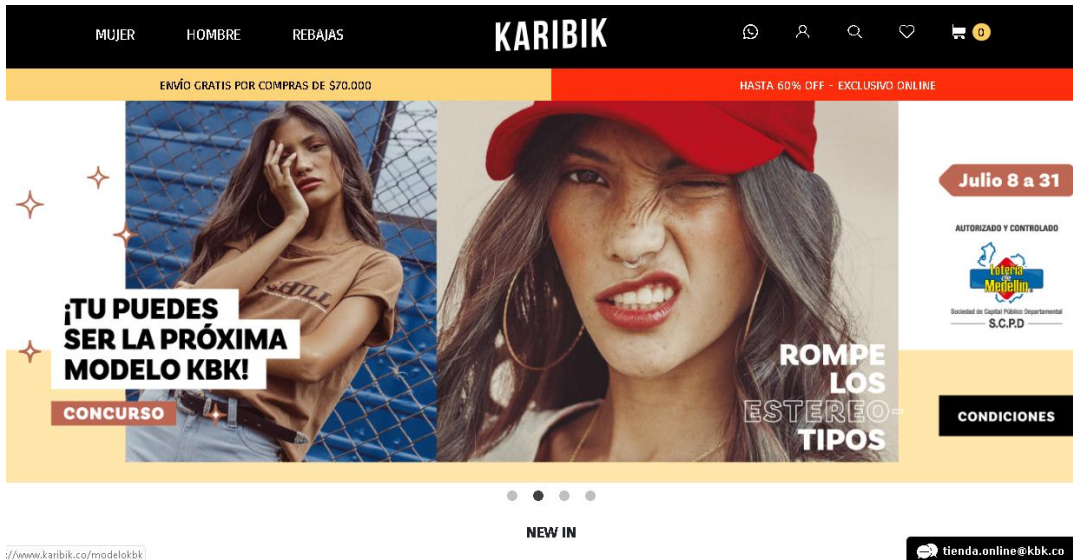 MUJER
HOMBRE
REBAJAS
KARIBIK
0
ENVÍO GRATIS POR COMPRAS DE $70.000
HASTA 60% OFF - EXCLUSIVO ONLINE
CHILL
¡TU PUEDES
SER LA PRÓXIMA
MODELO KBK!
CONCURSO
ROMPE
LOS
ESTEREO-
TIPOS
Julio 8 a 31
AUTORIZADO Y CONTROLADO
Lotería
de
Medellín
Sociedad de Capital Público Departamental
S.C.P.D
CONDICIONES
NEW IN
://www.karibik.co/modelokbk
tienda.online@kbk.co